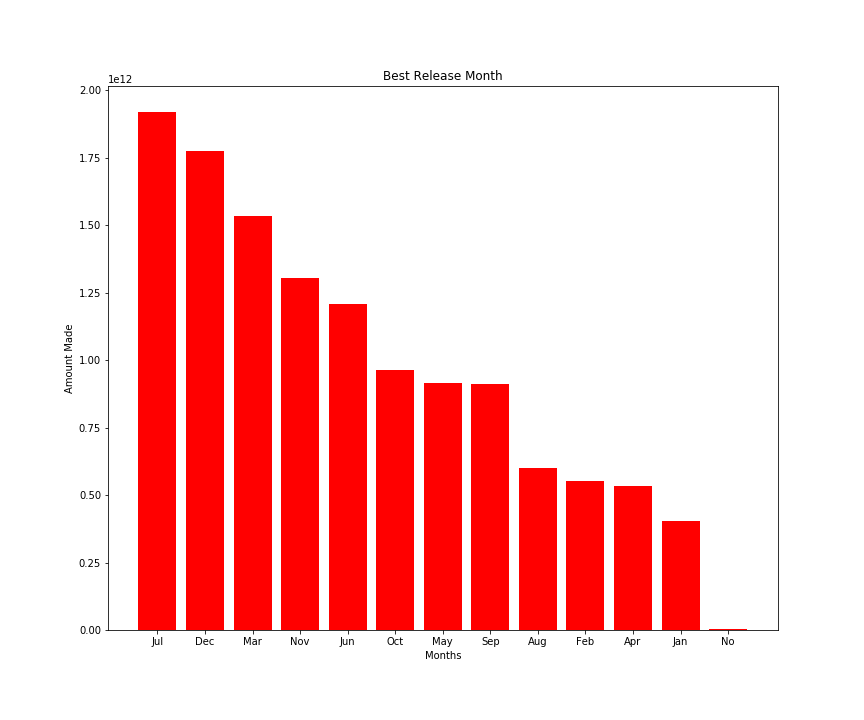 Best Release Month
1e12
2.00
1.75
1.50
1.25
1.00
0.75
0.50
0.25
0.00
Amount Made
Jul Dec Mar Nov Jun Oct May Sep Aug Feb Apr Jan No
Months